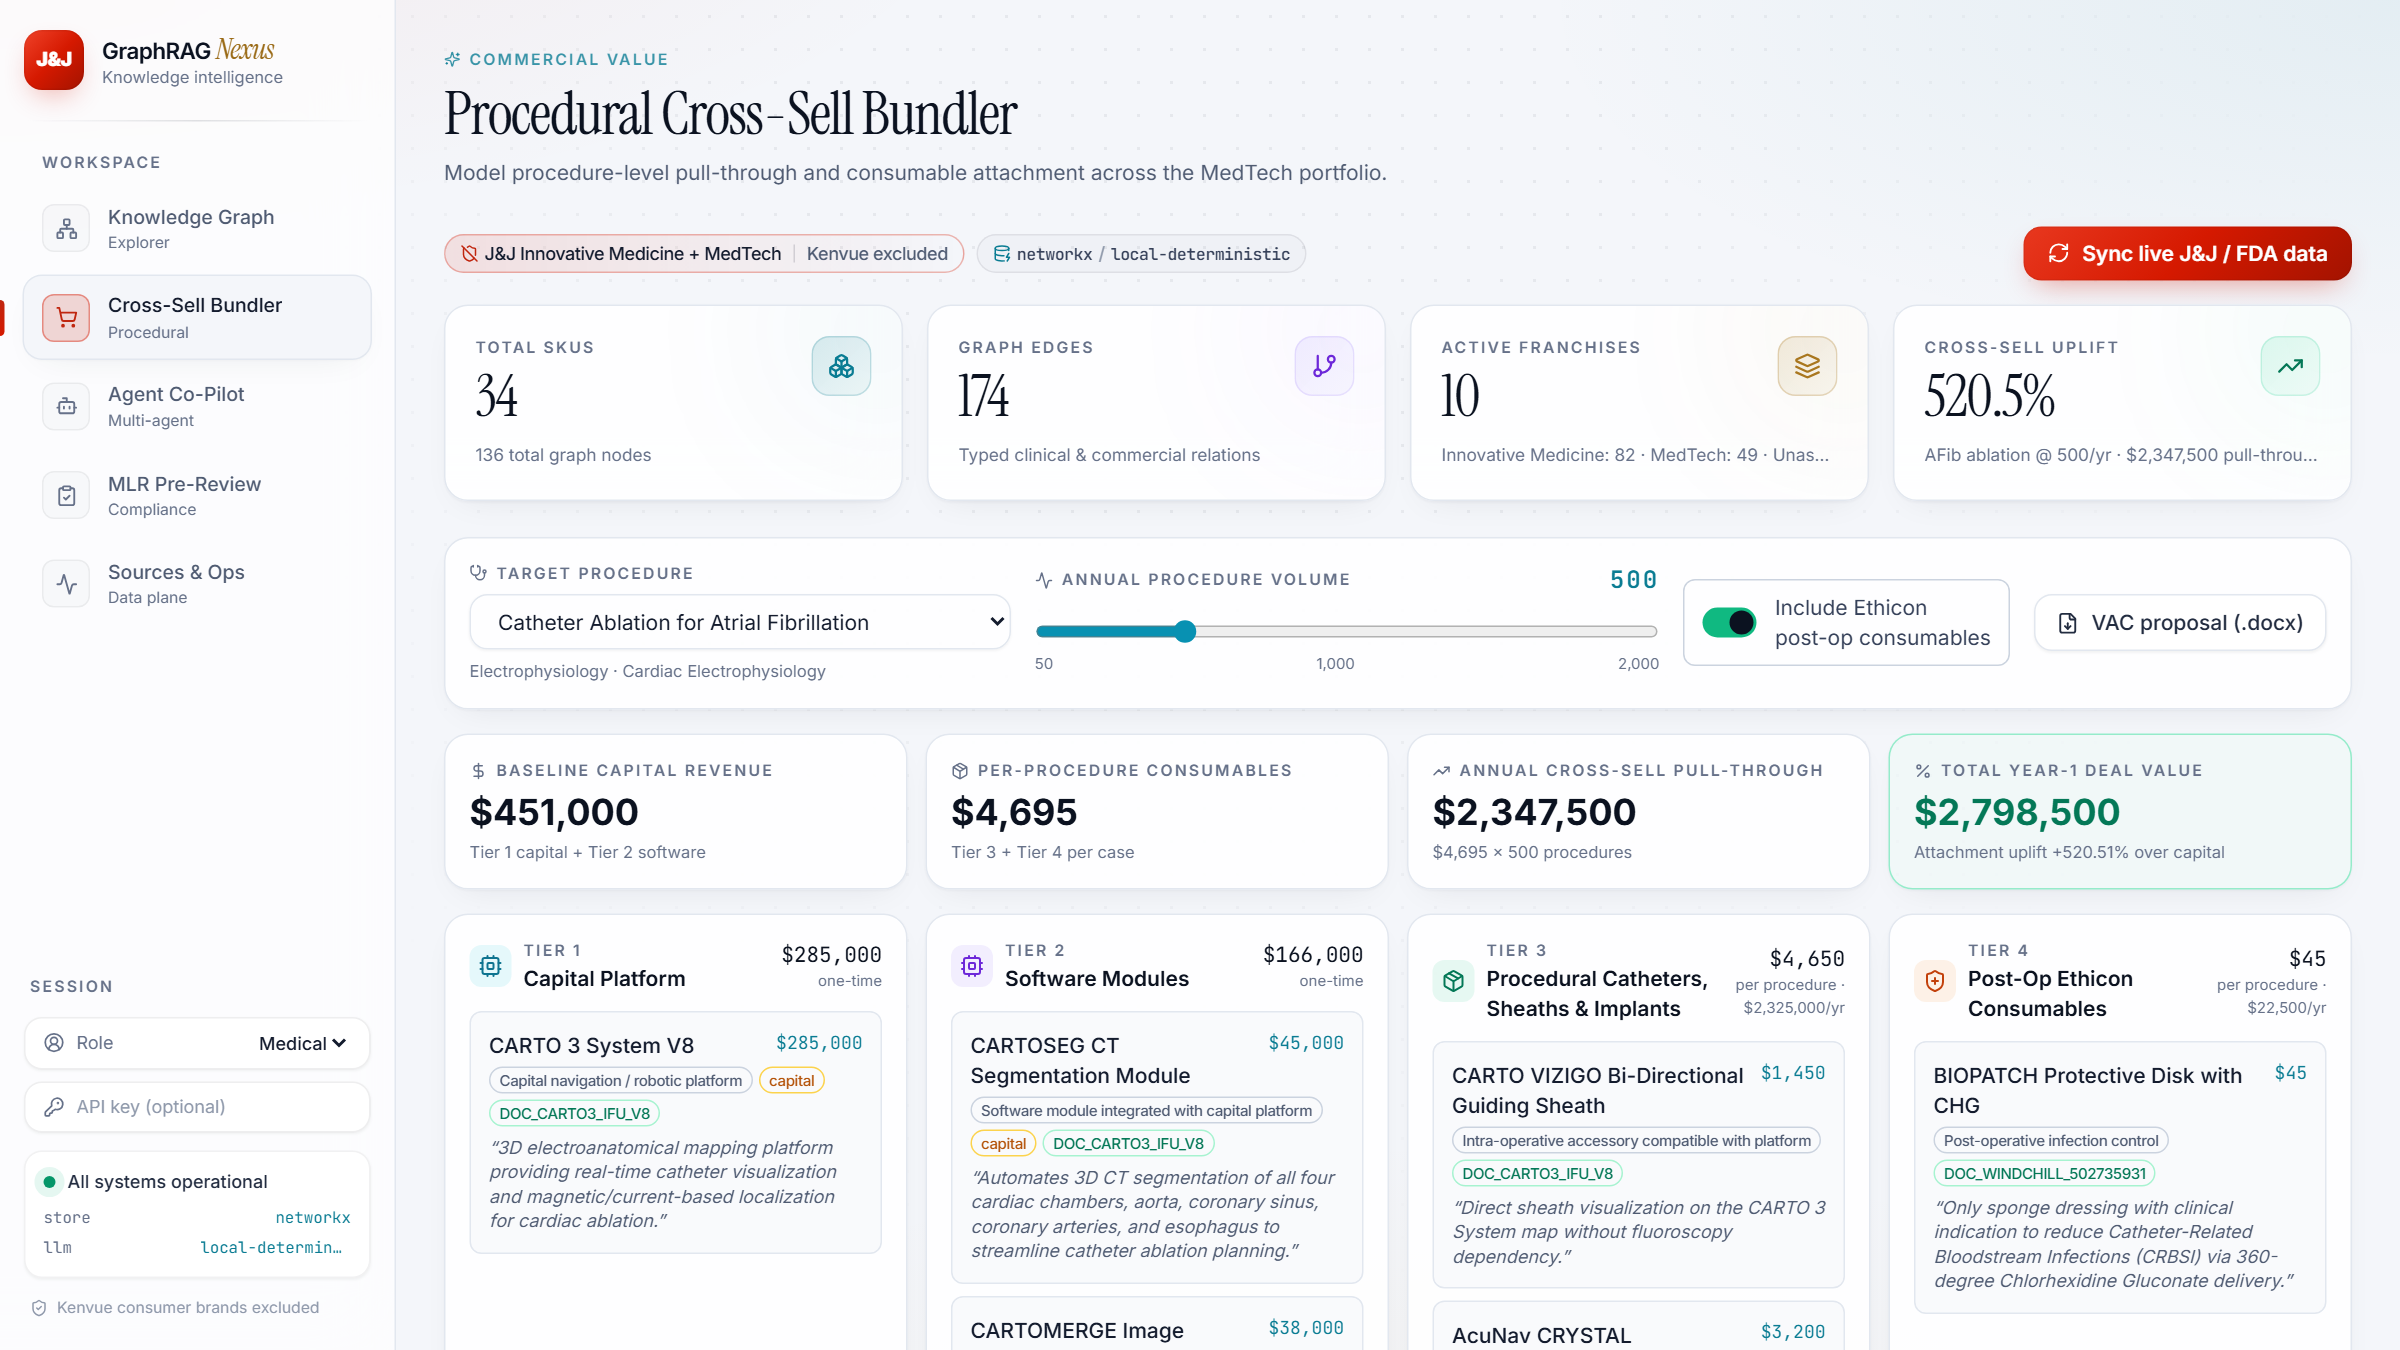 J&J
GraphRAG Nexus
Knowledge intelligence
WORKSPACE
Knowledge Graph
Explorer
Cross-Sell Bundler
Procedural
Agent Co-Pilot
Multi-agent
MLR Pre-Review
Compliance
Sources & Ops
Data plane
SESSION
Role
Medical
API key (optional)
All systems operational
store networkx
llm local-determin…
Kenvue consumer brands excluded
COMMERCIAL VALUE
Procedural Cross-Sell Bundler
Model procedure-level pull-through and consumable attachment across the MedTech portfolio.
J&J Innovative Medicine + MedTech | Kenvue excluded
networkx / local-deterministic
Sync live J&J / FDA data
TOTAL SKUS
34
136 total graph nodes
GRAPH EDGES
174
Typed clinical & commercial relations
ACTIVE FRANCHISES
10
Innovative Medicine: 82 · MedTech: 49 · Unas…
CROSS-SELL UPLIFT
520.5%
AFib ablation @ 500/yr · $2,347,500 pull-throu…
TARGET PROCEDURE
Catheter Ablation for Atrial Fibrillation
Electrophysiology · Cardiac Electrophysiology
ANNUAL PROCEDURE VOLUME
500
50 1,000 2,000
Include Ethicon
post-op consumables
VAC proposal (.docx)
BASELINE CAPITAL REVENUE
$451,000
Tier 1 capital + Tier 2 software
PER-PROCEDURE CONSUMABLES
$4,695
Tier 3 + Tier 4 per case
ANNUAL CROSS-SELL PULL-THROUGH
$2,347,500
$4,695 × 500 procedures
TOTAL YEAR-1 DEAL VALUE
$2,798,500
Attachment uplift +520.51% over capital
TIER 1
Capital Platform
$285,000
one-time
CARTO 3 System V8
$285,000
Capital navigation / robotic platform
capital
DOC_CARTO3_IFU_V8
“3D electroanatomical mapping platform
providing real-time catheter visualization
and magnetic/current-based localization
for cardiac ablation.”
TIER 2
Software Modules
$166,000
one-time
CARTOSEG CT
Segmentation Module
$45,000
Software module integrated with capital platform
capital
DOC_CARTO3_IFU_V8
“Automates 3D CT segmentation of all four
cardiac chambers, aorta, coronary sinus,
coronary arteries, and esophagus to
streamline catheter ablation planning.”
CARTOMERGE Image
$38,000
TIER 3
Procedural Catheters,
Sheaths & Implants
$4,650
per procedure ·
$2,325,000/yr
CARTO VIZIGO Bi-Directional
Guiding Sheath
$1,450
Intra-operative accessory compatible with platform
DOC_CARTO3_IFU_V8
“Direct sheath visualization on the CARTO 3
System map without fluoroscopy
dependency.”
AcuNav CRYSTAL
$3,200
TIER 4
Post-Op Ethicon
Consumables
$45
per procedure ·
$22,500/yr
BIOPATCH Protective Disk with
CHG
$45
Post-operative infection control
DOC_WINDCHILL_502735931
“Only sponge dressing with clinical
indication to reduce Catheter-Related
Bloodstream Infections (CRBSI) via 360-
degree Chlorhexidine Gluconate delivery.”